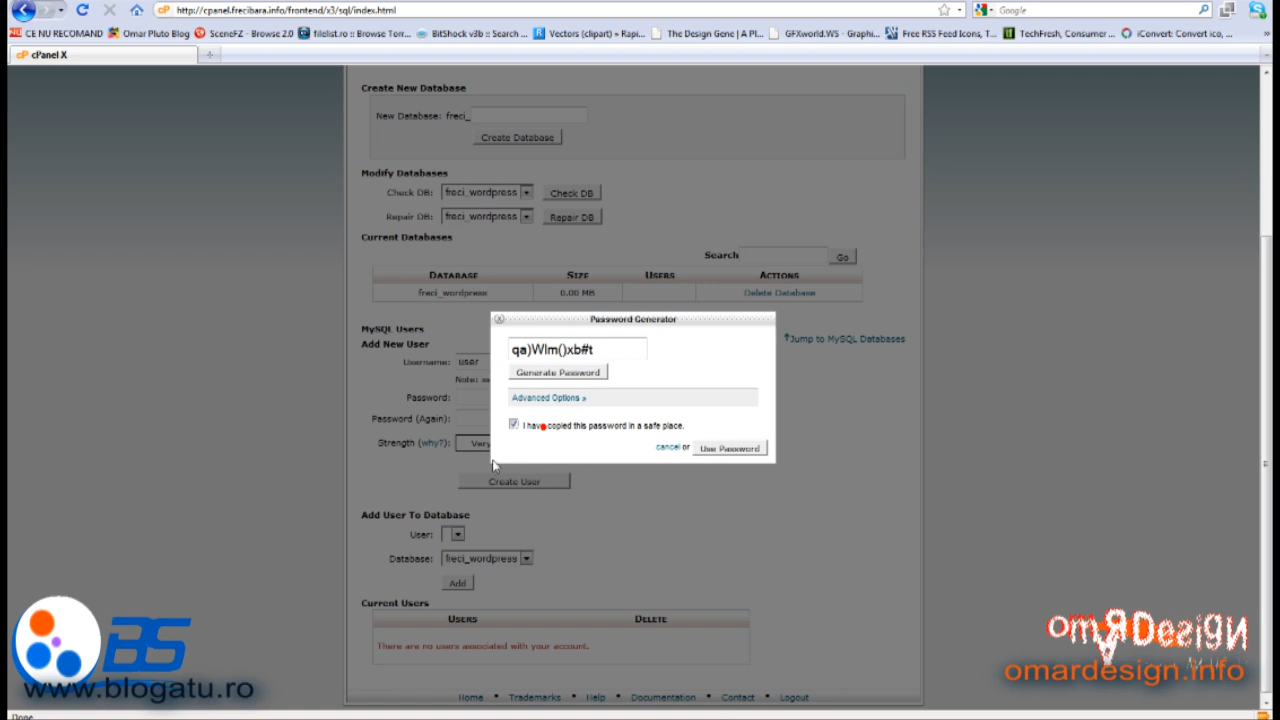 http://cpanel.frecibara.info/frontend/x3/sql/index.html
Google
CE NU RECOMAND
Omar Pluto Blog
SceneFZ - Browse 2.0
filelist.ro :: Browse Torr...
BitShock v3b :: Search ...
Vectors (clipart) » Rapi...
The Design Gene | A Pl...
GFXworld.WS - Graphi...
Free RSS Feed Icons, T...
TechFresh, Consumer ...
iConvert: Convert ico, ...
cPanel X
Create New Database
New Database: freci_
Create Database
Modify Databases
Check DB: freci_wordpress Check DB
Repair DB: freci_wordpress Repair DB
Current Databases
Search Go
DATABASE SIZE USERS ACTIONS
freci_wordpress 0.00 MB Delete Database
MySQL Users
Jump to MySQL Databases
Add New User
Username: user
Note:
Password:
Password (Again):
Strength (why?): Very
Create User
Password Generator
qa)Wlm()xb#t
Generate Password
Advanced Options »
I have copied this password in a safe place.
cancel or Use Password
Add User To Database
User:
Database: freci_wordpress
Add
Current Users
USERS DELETE
There are no users associated with your account.
Home • Trademarks • Help • Documentation • Contact • Logout
BS
www.blogatu.ro
omaRDesigN
omardesign.info
Done